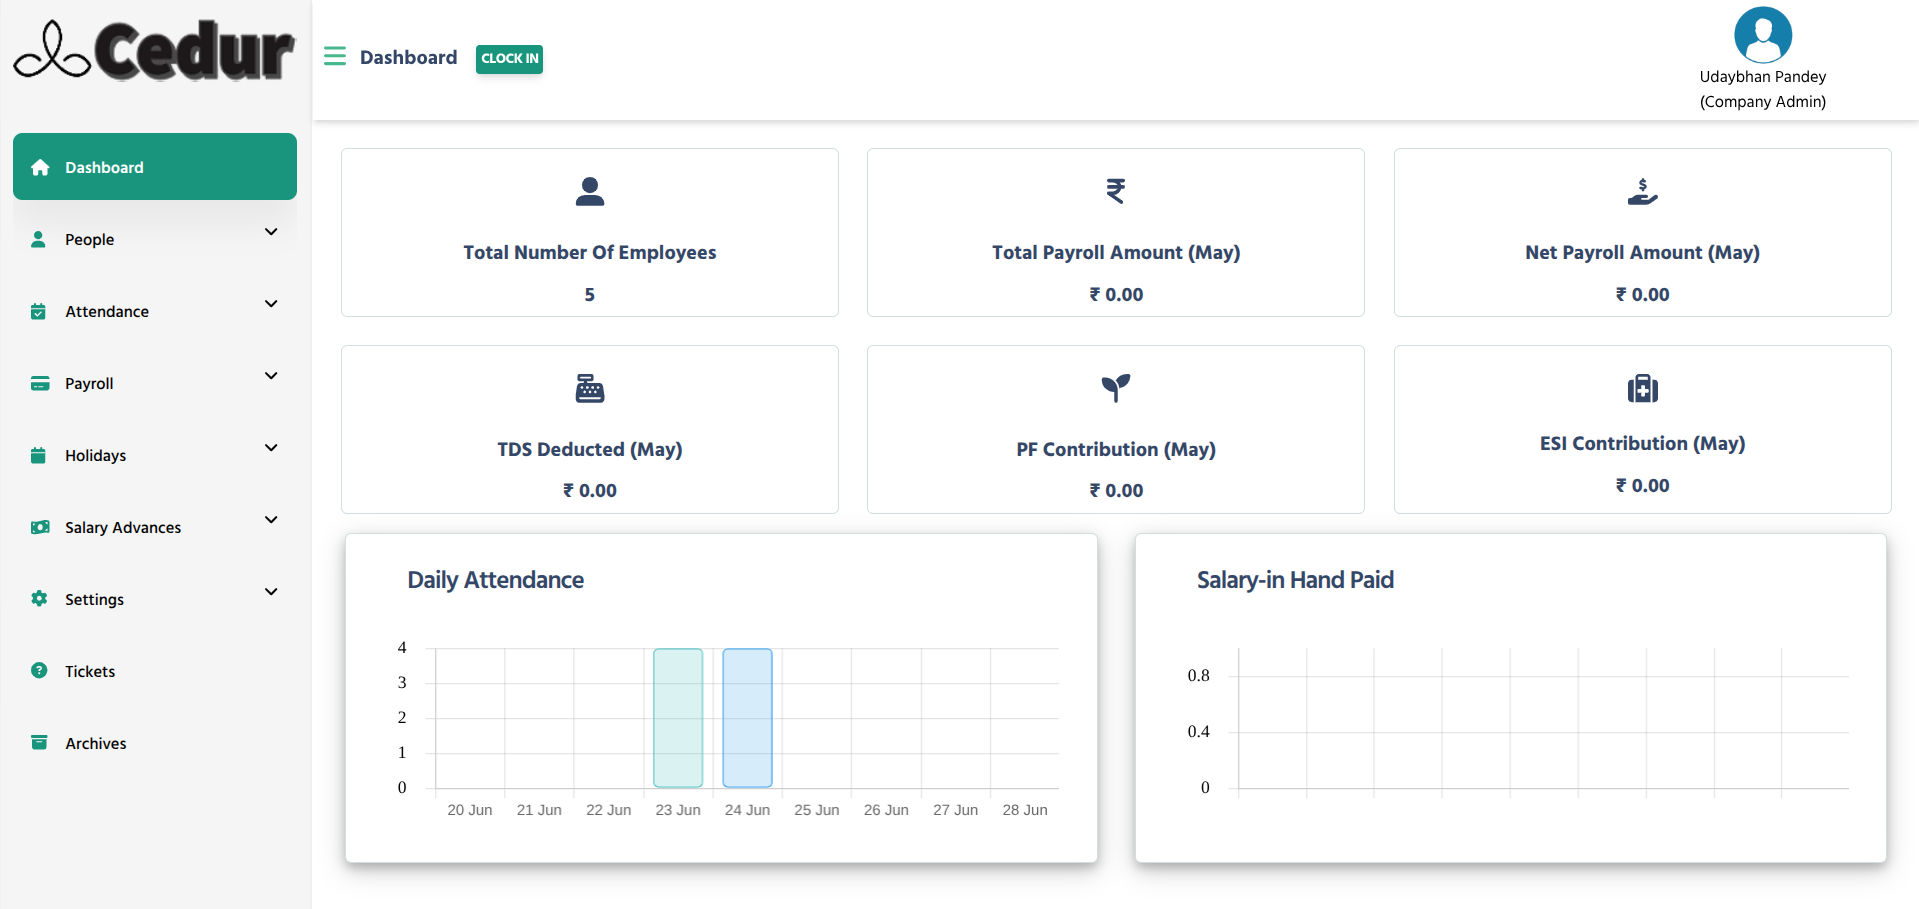 Cedur
Dashboard
CLOCK IN
Udaybhan Pandey
(Company Admin)
Dashboard
People
Attendance
Payroll
Holidays
Salary Advances
Settings
Tickets
Archives
Total Number Of Employees
5
Total Payroll Amount (May)
₹ 0.00
Net Payroll Amount (May)
₹ 0.00
TDS Deducted (May)
₹ 0.00
PF Contribution (May)
₹ 0.00
ESI Contribution (May)
₹ 0.00
Daily Attendance
4
3
2
1
0
20 Jun 21 Jun 22 Jun 23 Jun 24 Jun 25 Jun 26 Jun 27 Jun 28 Jun
Salary-in Hand Paid
0.8
0.4
0